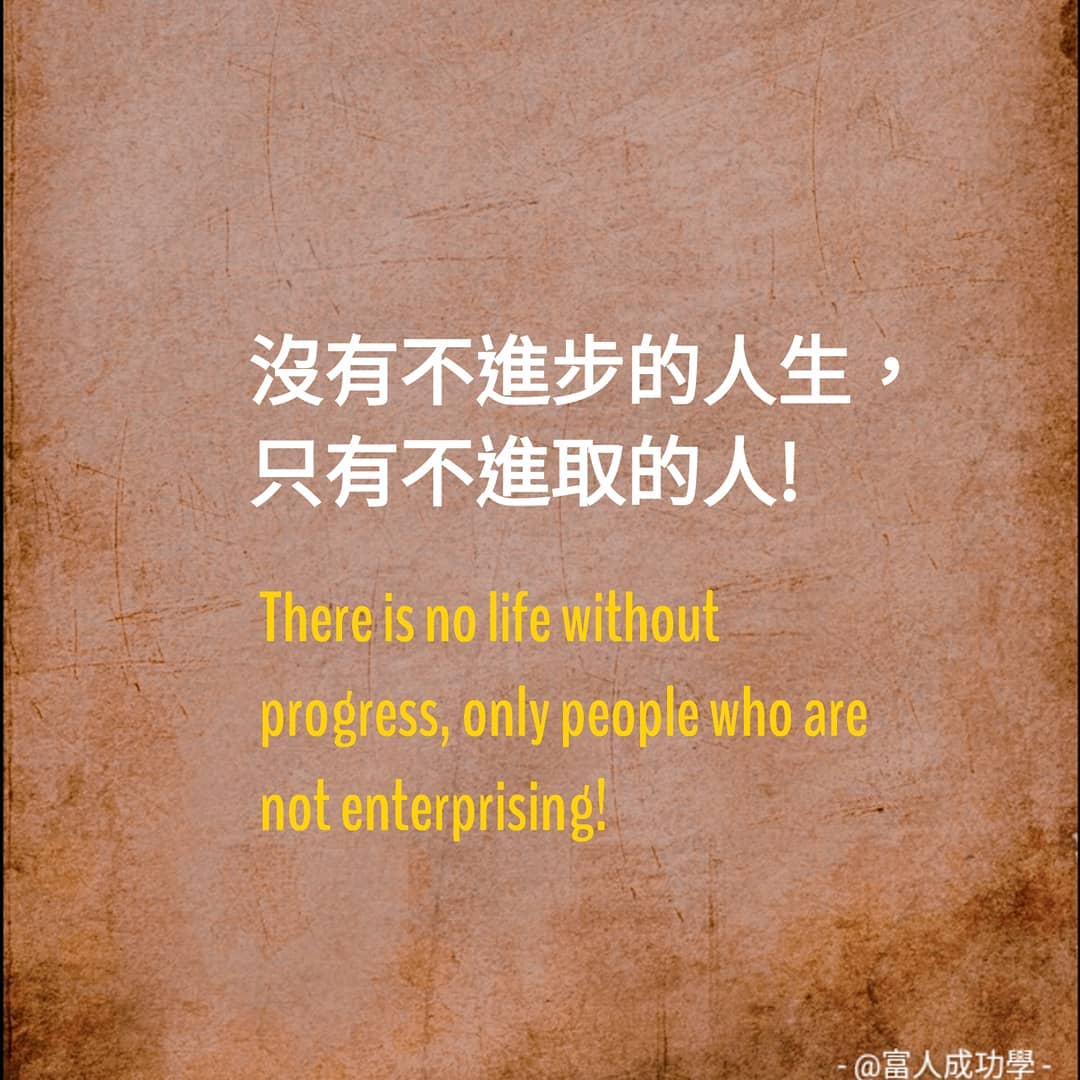 沒有不進步的人生，
只有不進取的人!
There is no life without
progress, only people who are
not enterprising!
- @富人成功學 -